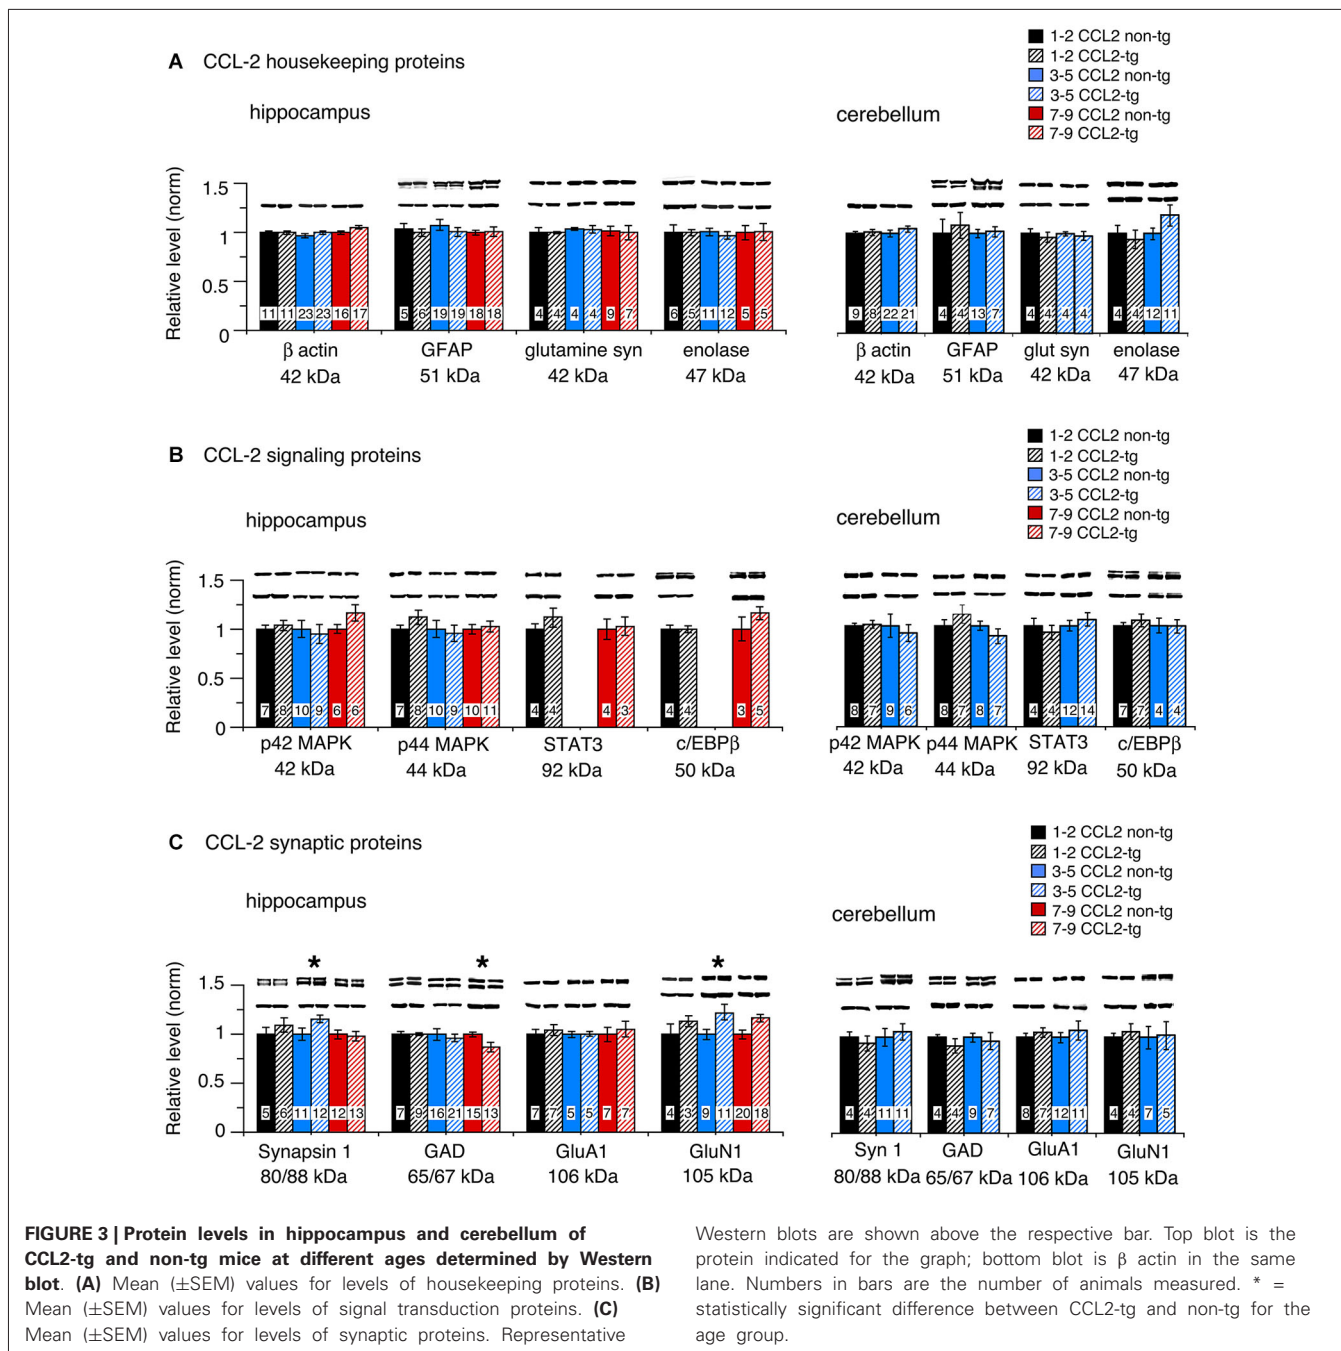 1-2 CCL2 non-tg
1-2 CCL2-tg
3-5 CCL2 non-tg
3-5 CCL2-tg
7-9 CCL2 non-tg
7-9 CCL2-tg
A CCL-2 housekeeping proteins
hippocampus
cerebellum
Relative level (norm)
1.5
1
0.5
0
11 11 23 23 16 17
5 6 19 19 18 18
4 4 4 4 9 7
6 5 11 12 5 5
9 8 22 21
4 4 13 7
4 4 4 4
4 4 12 11
β actin GFAP glutamine syn enolase
42 kDa 51 kDa 42 kDa 47 kDa
β actin GFAP glut syn enolase
42 kDa 51 kDa 42 kDa 47 kDa
1-2 CCL2 non-tg
1-2 CCL2-tg
3-5 CCL2 non-tg
3-5 CCL2-tg
7-9 CCL2 non-tg
7-9 CCL2-tg
B CCL-2 signaling proteins
hippocampus
cerebellum
Relative level (norm)
1.5
1
0.5
0
7 8 10 9 6 6
7 8 10 9 10 11
4 4 4 3
4 4 3 5
8 7 9 6
8 7 8 7
4 4 12 14
7 7 4 4
p42 MAPK p44 MAPK STAT3 c/EBPβ
42 kDa 44 kDa 92 kDa 50 kDa
p42 MAPK p44 MAPK STAT3 c/EBPβ
42 kDa 44 kDa 92 kDa 50 kDa
1-2 CCL2 non-tg
1-2 CCL2-tg
3-5 CCL2 non-tg
3-5 CCL2-tg
7-9 CCL2 non-tg
7-9 CCL2-tg
C CCL-2 synaptic proteins
hippocampus
cerebellum
* * *
Relative level (norm)
1.5
1
0.5
0
5 6 11 12 12 13
7 9 16 21 15 13
7 7 5 5 7 7
4 3 9 11 20 18
4 4 11 11
4 4 9 7
8 7 12 11
4 4 7 5
Synapsin 1 GAD GluA1 GluN1
80/88 kDa 65/67 kDa 106 kDa 105 kDa
Syn 1 GAD GluA1 GluN1
80/88 kDa 65/67 kDa 106 kDa 105 kDa
FIGURE 3 | Protein levels in hippocampus and cerebellum of
CCL2-tg and non-tg mice at different ages determined by Western
blot. (A) Mean (±SEM) values for levels of housekeeping proteins. (B)
Mean (±SEM) values for levels of signal transduction proteins. (C)
Mean (±SEM) values for levels of synaptic proteins. Representative
Western blots are shown above the respective bar. Top blot is the
protein indicated for the graph; bottom blot is β actin in the same
lane. Numbers in bars are the number of animals measured. * =
statistically significant difference between CCL2-tg and non-tg for the
age group.